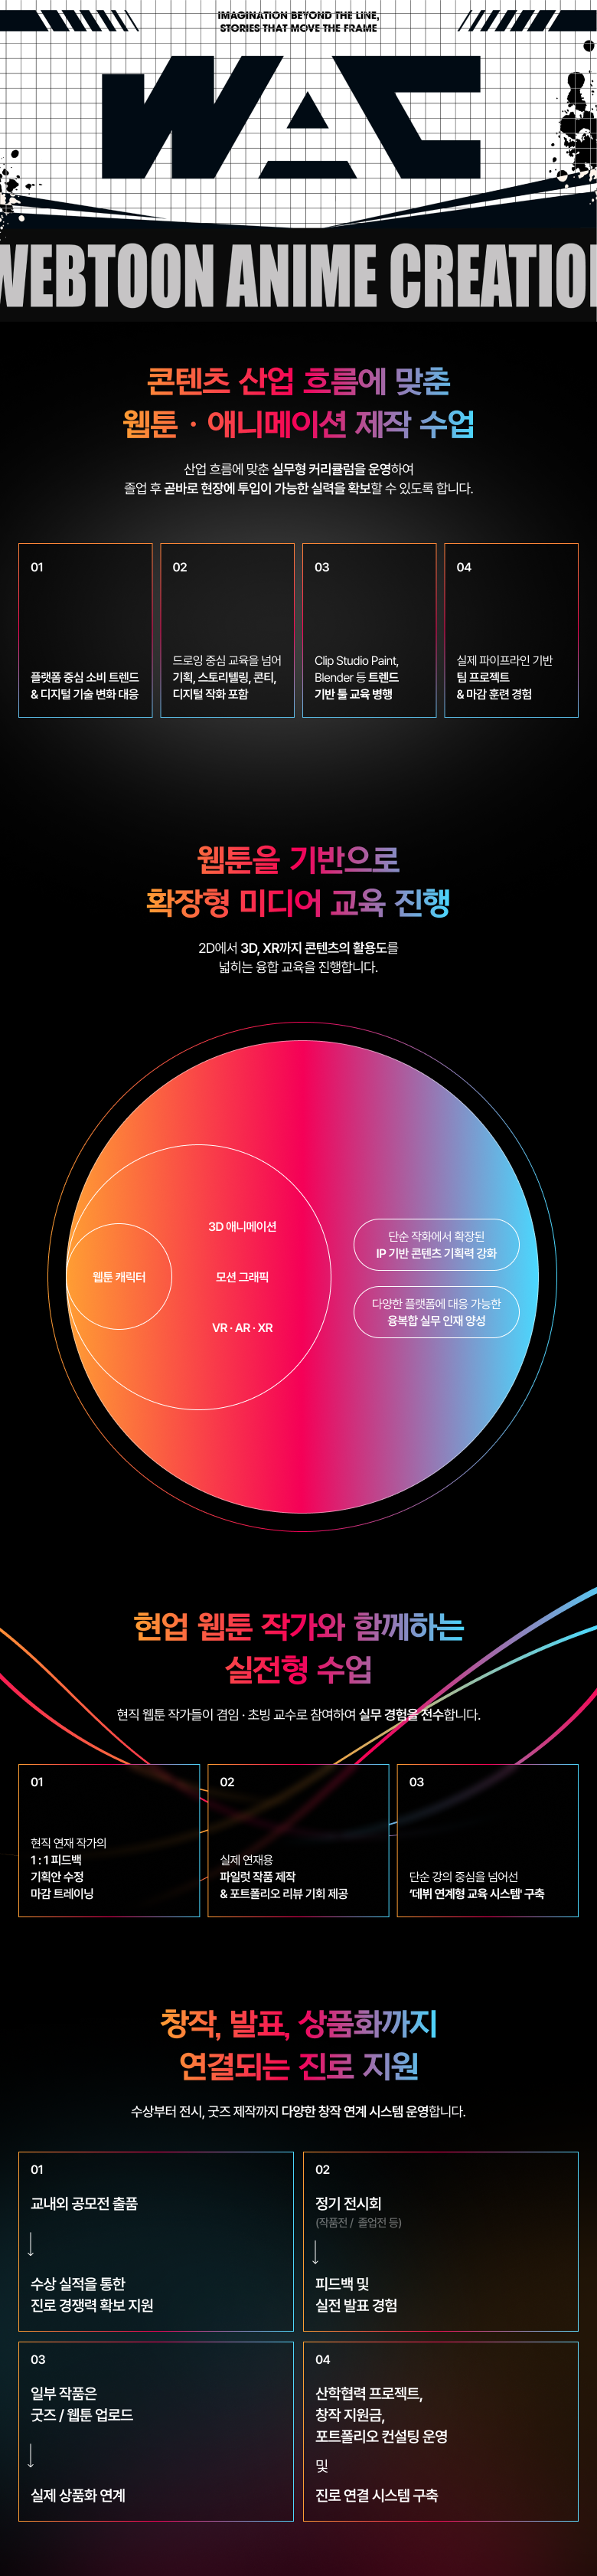 IMAGINATION BEYOND THE LINE,
STORIES THAT MOVE THE FRAME
WAC
WEBTOON ANIME CREATIO
콘텐츠 산업 흐름에 맞춘
웹툰 · 애니메이션 제작 수업
산업 흐름에 맞춘 실무형 커리큘럼을 운영하여
졸업 후 곧바로 현장에 투입이 가능한 실력을 확보할 수 있도록 합니다.
01
플랫폼 중심 소비 트렌드
& 디지털 기술 변화 대응
02
드로잉 중심 교육을 넘어
기획, 스토리텔링, 콘티,
디지털 작화 포함
03
Clip Studio Paint,
Blender 등 트렌드
기반 툴 교육 병행
04
실제 파이프라인 기반
팀 프로젝트
& 마감 훈련 경험
웹툰을 기반으로
확장형 미디어 교육 진행
2D에서 3D, XR까지 콘텐츠의 활용도를
넓히는 융합 교육을 진행합니다.
웹툰 캐릭터
3D 애니메이션
모션 그래픽
VR · AR · XR
단순 작화에서 확장된
IP 기반 콘텐츠 기획력 강화
다양한 플랫폼에 대응 가능한
융복합 실무 인재 양성
현업 웹툰 작가와 함께하는
실전형 수업
현직 웹툰 작가들이 겸임 · 초빙 교수로 참여하여 실무 경험을 전수합니다.
01
현직 연재 작가의
1 : 1 피드백
기획안 수정
마감 트레이닝
02
실제 연재용
파일럿 작품 제작
& 포트폴리오 리뷰 기회 제공
03
단순 강의 중심을 넘어선
'데뷔 연계형 교육 시스템' 구축
창작, 발표, 상품화까지
연결되는 진로 지원
수상부터 전시, 굿즈 제작까지 다양한 창작 연계 시스템 운영합니다.
01
교내외 공모전 출품
수상 실적을 통한
진로 경쟁력 확보 지원
02
정기 전시회
(작품전 / 졸업전 등)
피드백 및
실전 발표 경험
03
일부 작품은
굿즈 / 웹툰 업로드
실제 상품화 연계
04
산학협력 프로젝트,
창작 지원금,
포트폴리오 컨설팅 운영
및
진로 연결 시스템 구축